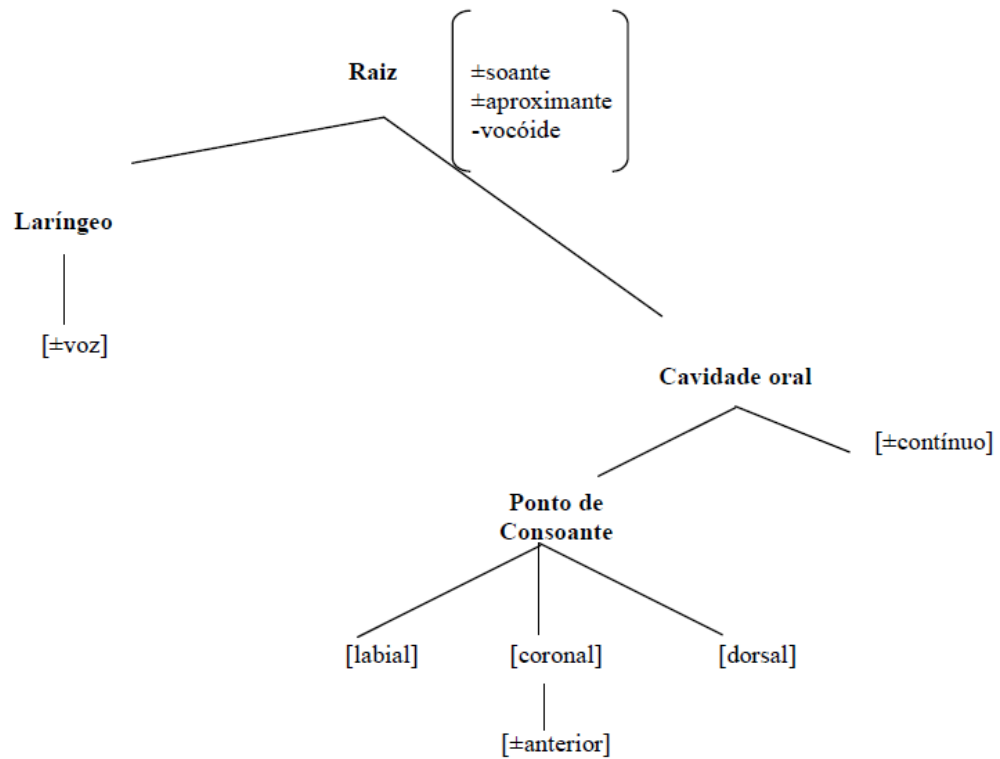 Raiz
±soante
±aproximante
-vocóide
Laríngeo
[±voz]
Cavidade oral
[±contínuo]
Ponto de
Consoante
[labial] [coronal] [dorsal]
[±anterior]